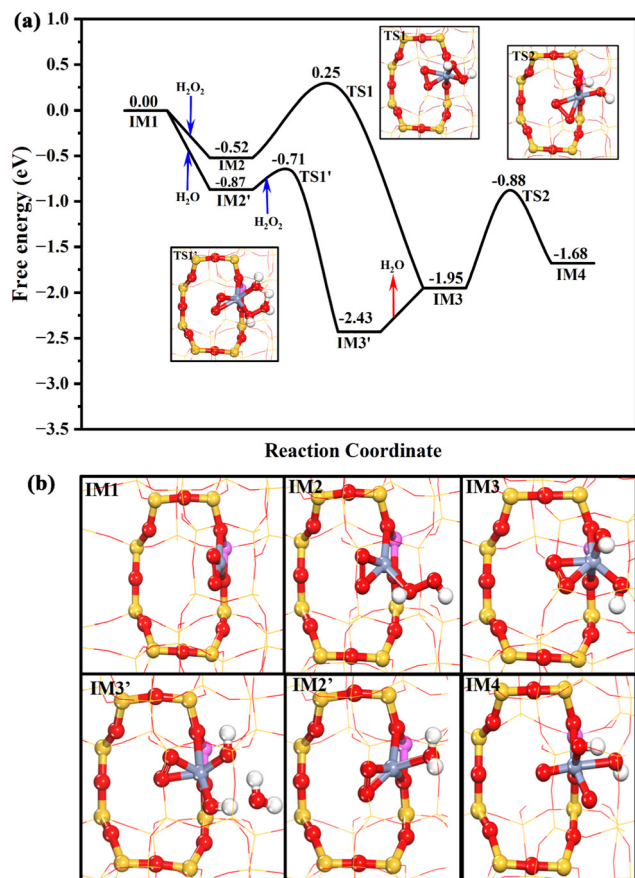 (a)
1.0
0.5
0.0
−0.5
−1.0
−1.5
−2.0
−2.5
−3.0
−3.5
Free energy (eV)
Reaction Coordinate
0.00
IM1
H₂O₂
−0.52
IM2
H₂O
−0.87
IM2'
0.25
TS1
−0.71
TS1'
H₂O₂
−2.43
IM3'
H₂O
−1.95
IM3
−0.88
TS2
−1.68
IM4
TS1
TS2
TS1'
(b)
IM1
IM2
IM3
IM3’
IM2’
IM4